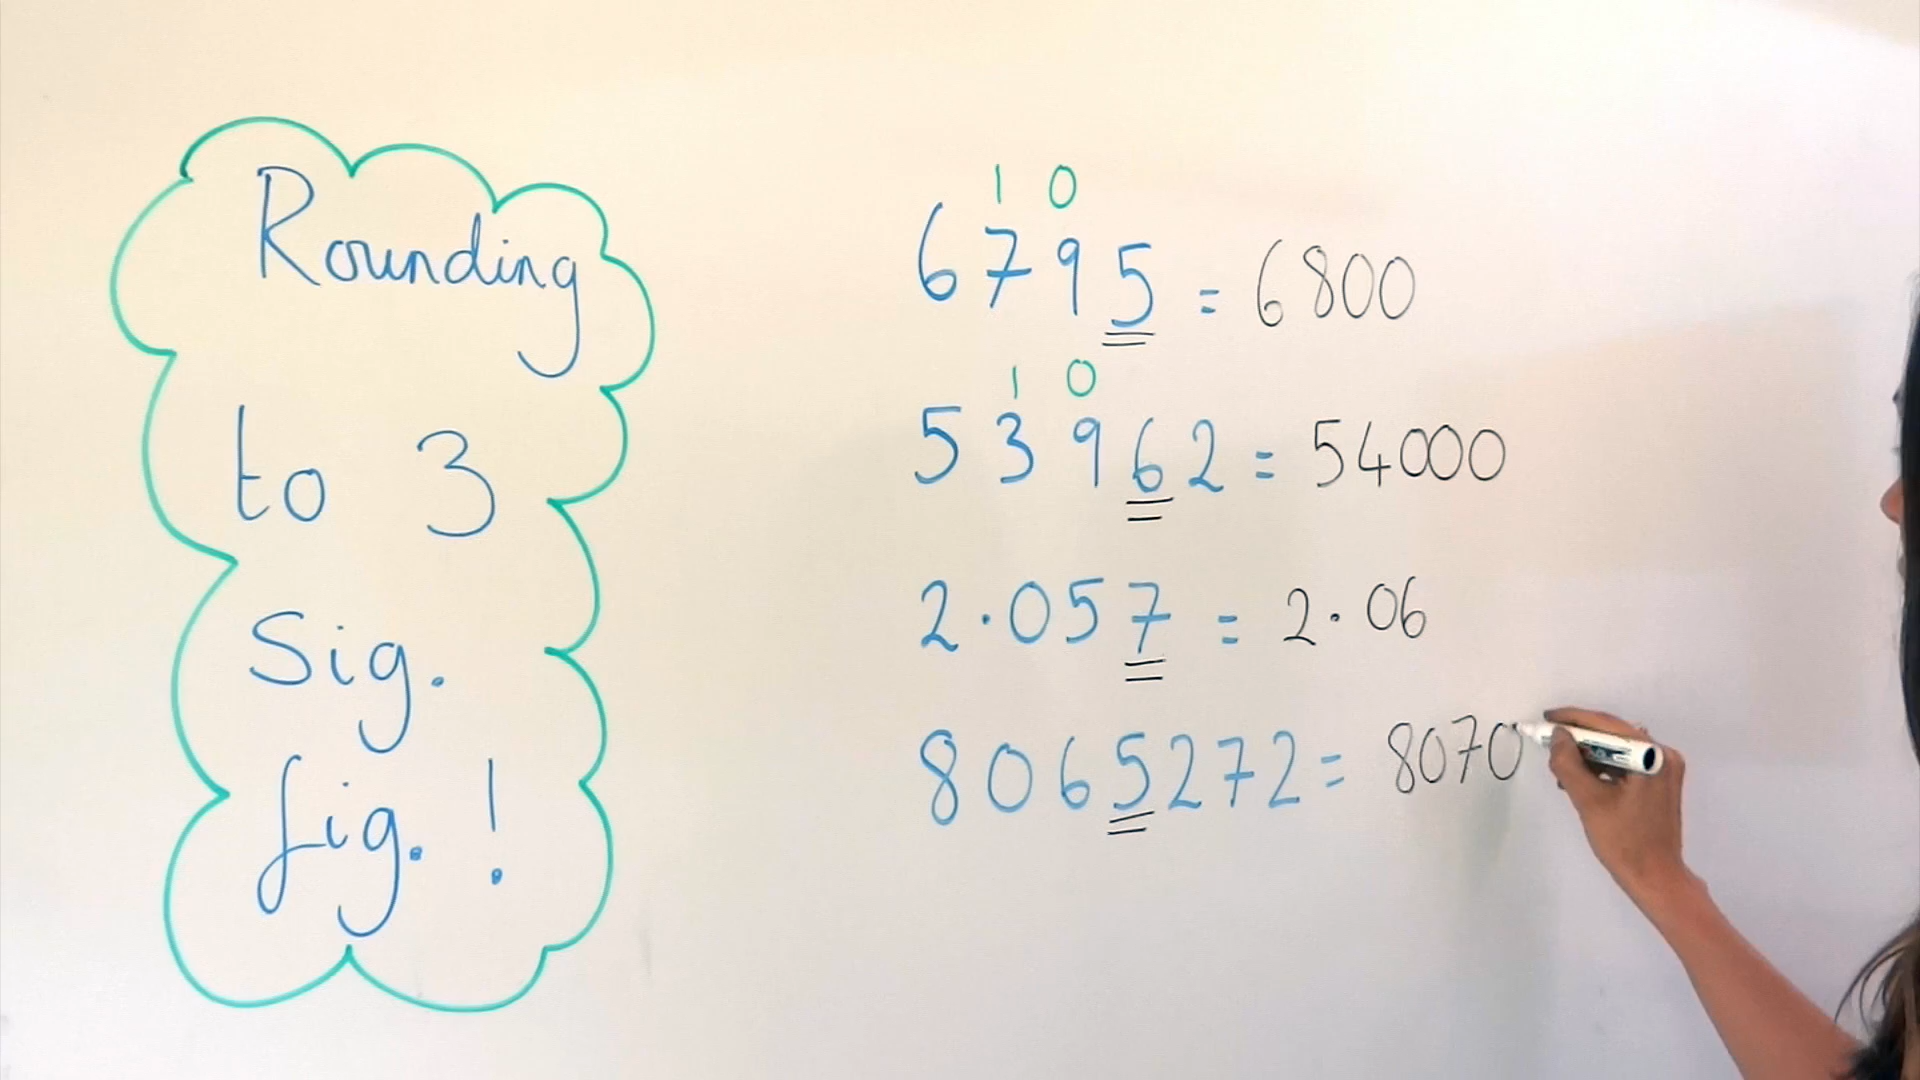 Rounding
to 3
Sig.
fig. !
1 0
6795 = 6800
1 0
53962 = 54000
2.057 = 2.06
8065272 = 8070